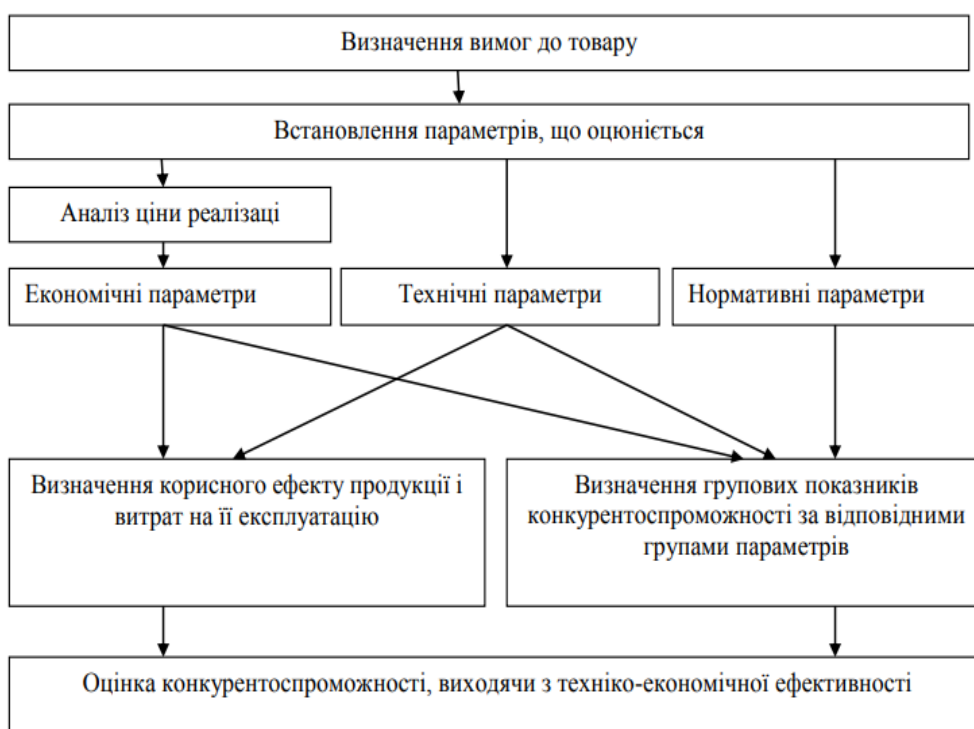 Визначення вимог до товару
Встановлення параметрів, що оцюніється
Аналіз ціни реалізаці
Економічні параметри
Технічні параметри
Нормативні параметри
Визначення корисного ефекту продукції і
витрат на її експлуатацію
Визначення групових показників
конкурентоспроможності за відповідними
групами параметрів
Оцінка конкурентоспроможності, виходячи з техніко-економічної ефективності